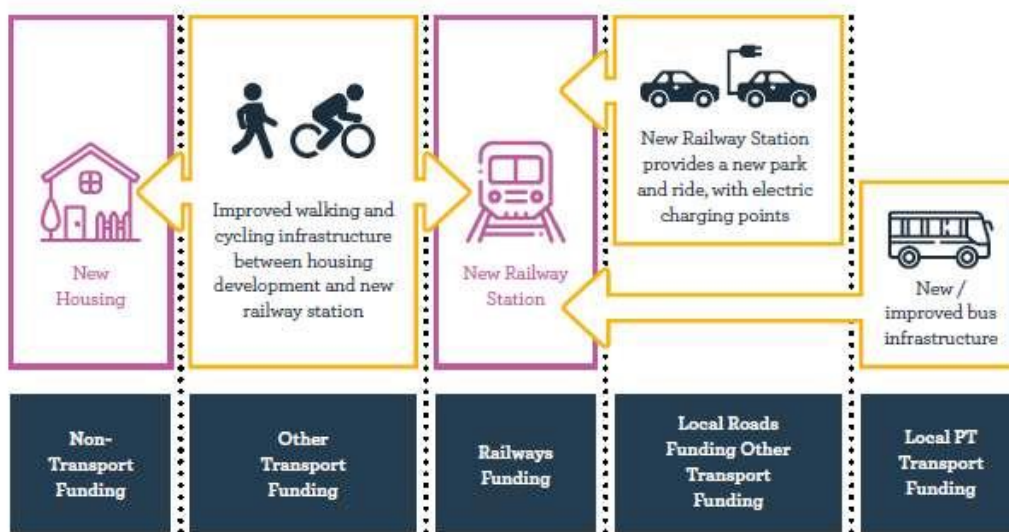 New
Housing
Improved walking and
cycling infrastructure
between housing
development and new
railway station
New Railway
Station
New Railway Station
provides a new park
and ride, with electric
charging points
New /
improved bus
infrastructure
Non-
Transport
Funding
Other
Transport
Funding
Railways
Funding
Local Roads
Funding Other
Transport
Funding
Local PT
Transport
Funding